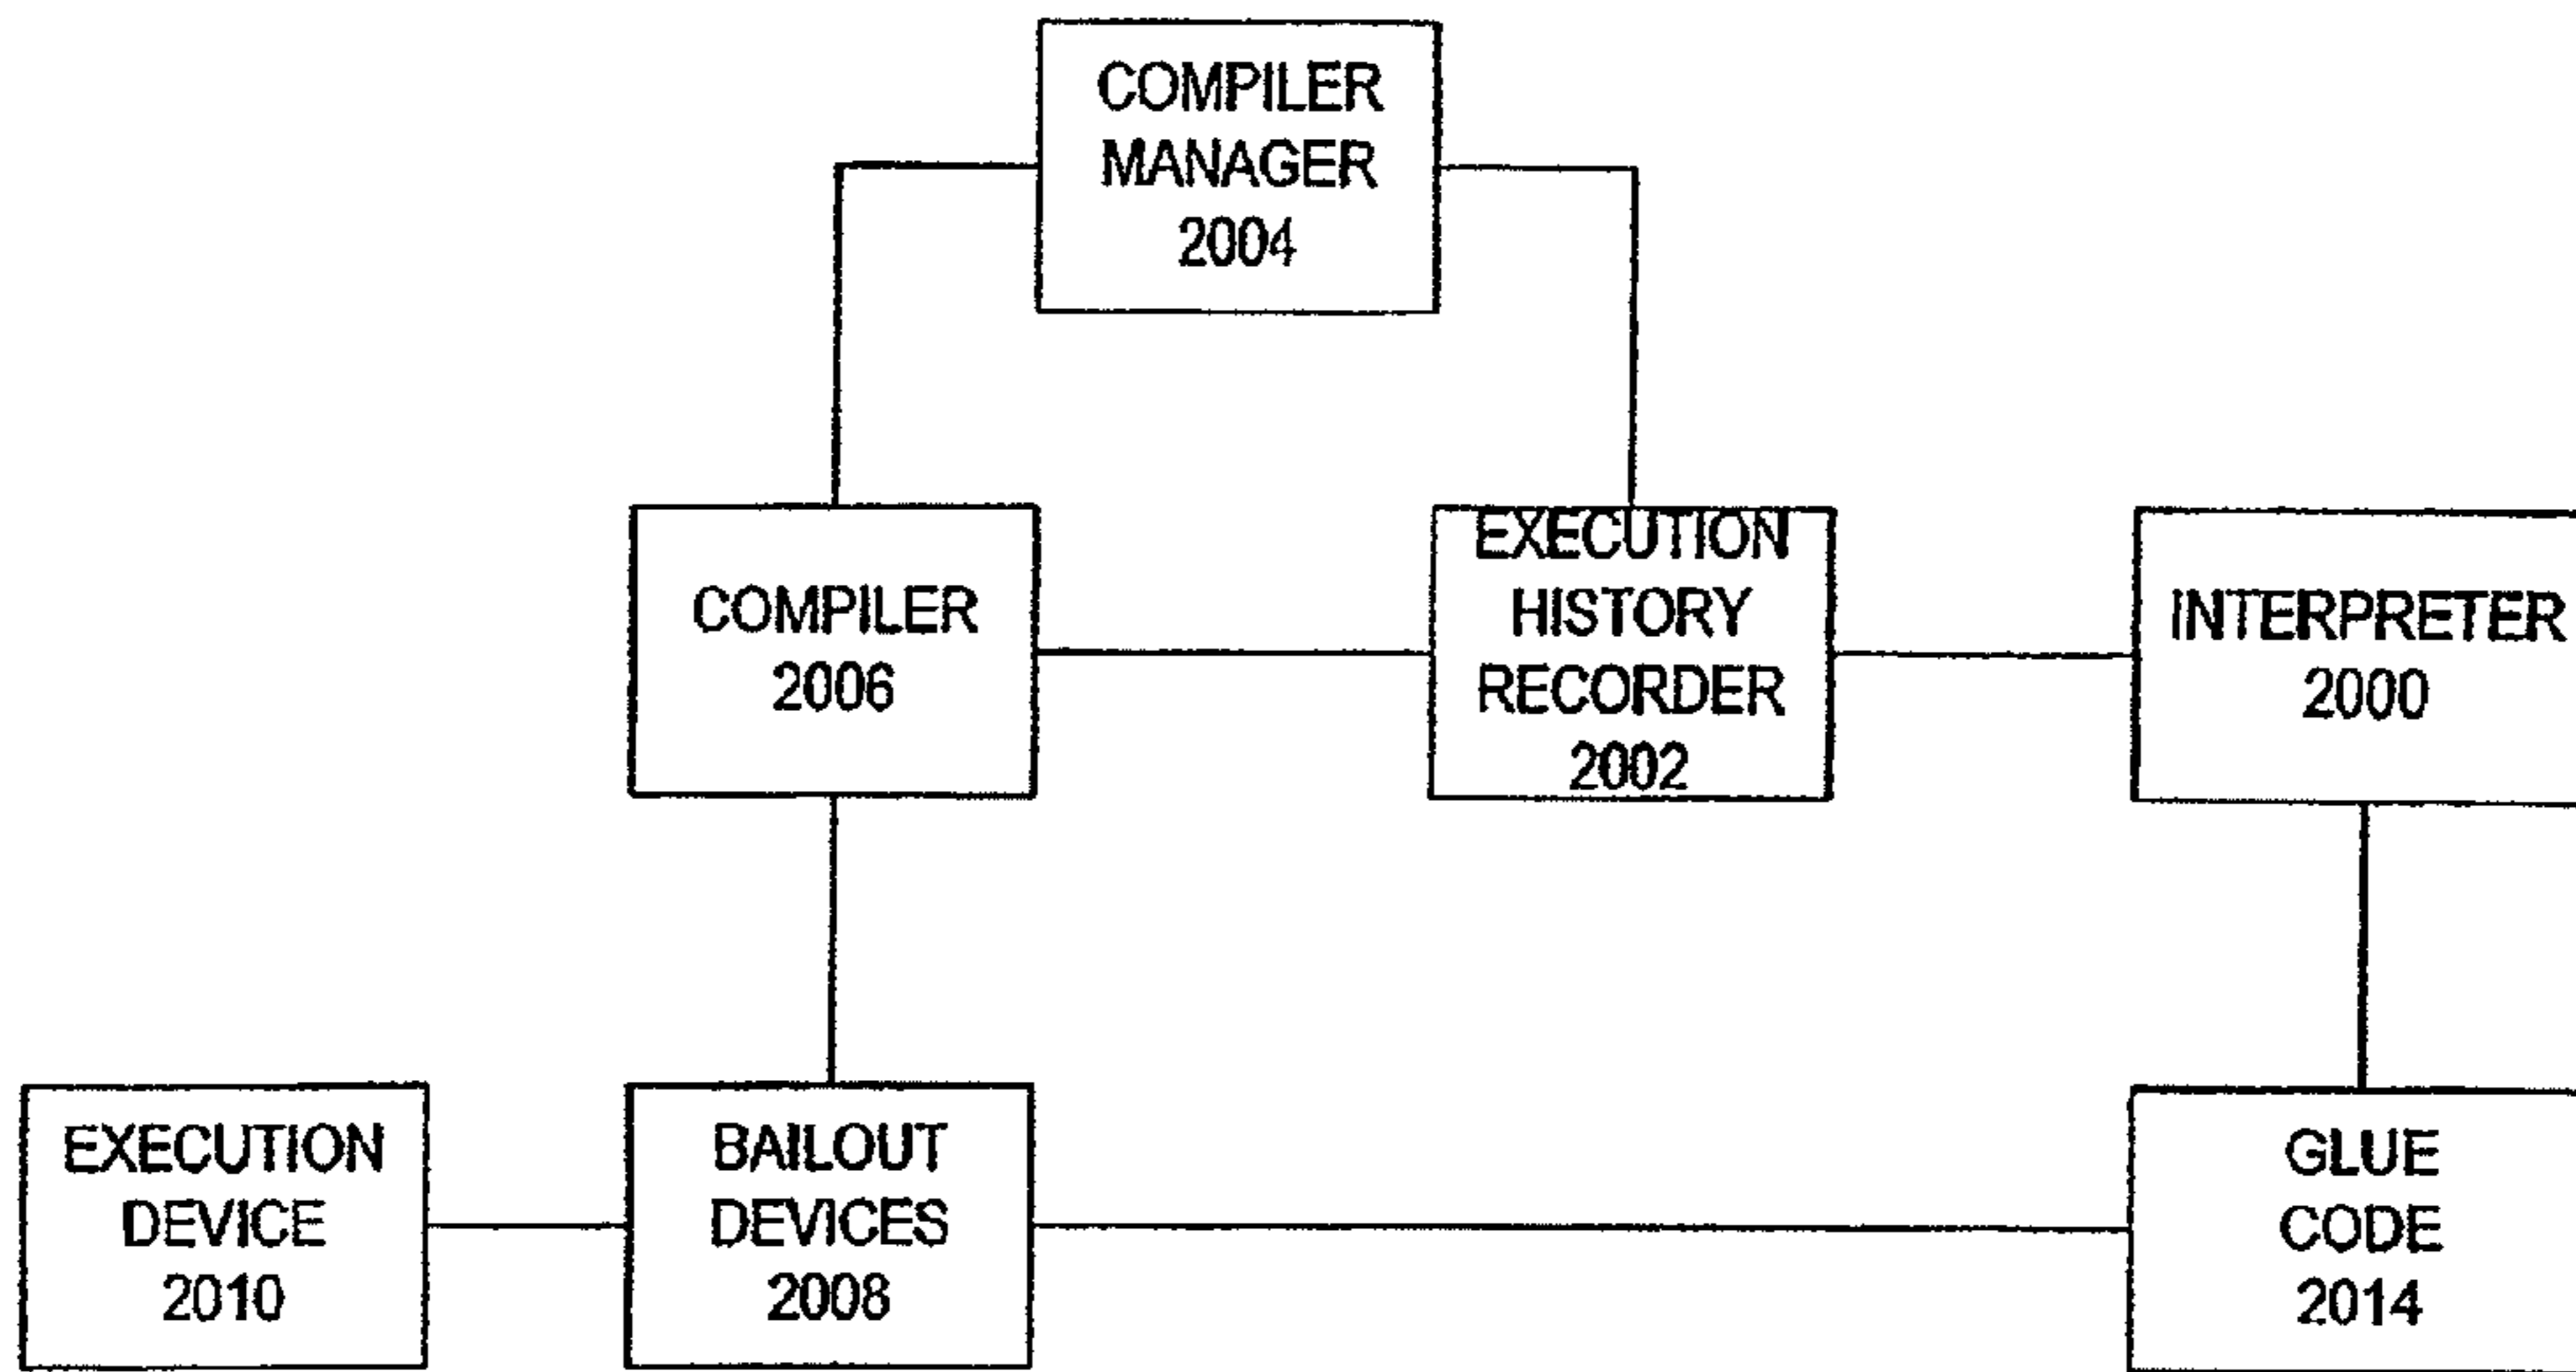 COMPILER
MANAGER
2004
COMPILER
2006
EXECUTION
HISTORY
RECORDER
2002
INTERPRETER
2000
EXECUTION
DEVICE
2010
BAILOUT
DEVICES
2008
GLUE
CODE
2014